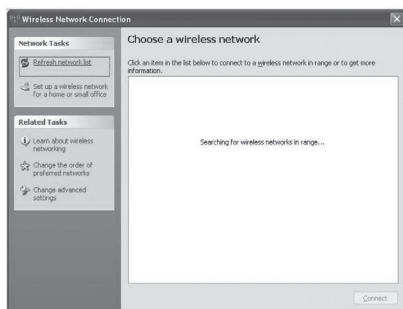 Wireless Network Connection
Network Tasks
Refresh network list
Set up a wireless network
for a home or small office
Related Tasks
Learn about wireless
networking
Change the order of
preferred networks
Change advanced
settings
Choose a wireless network
Click an item in the list below to connect to a wireless network in range or to get more
information.
Searching for wireless networks in range...
Connect